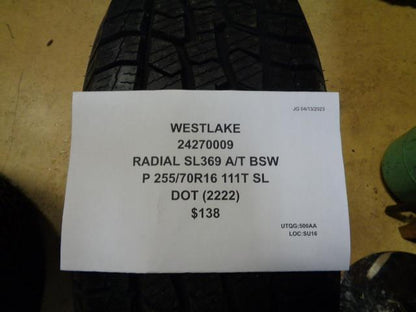 JG 04/13/2023
WESTLAKE
24270009
RADIAL SL369 A/T BSW
P 255/70R16 111T SL
DOT (2222)
$138
UTQG:500AA
LOC:SU16